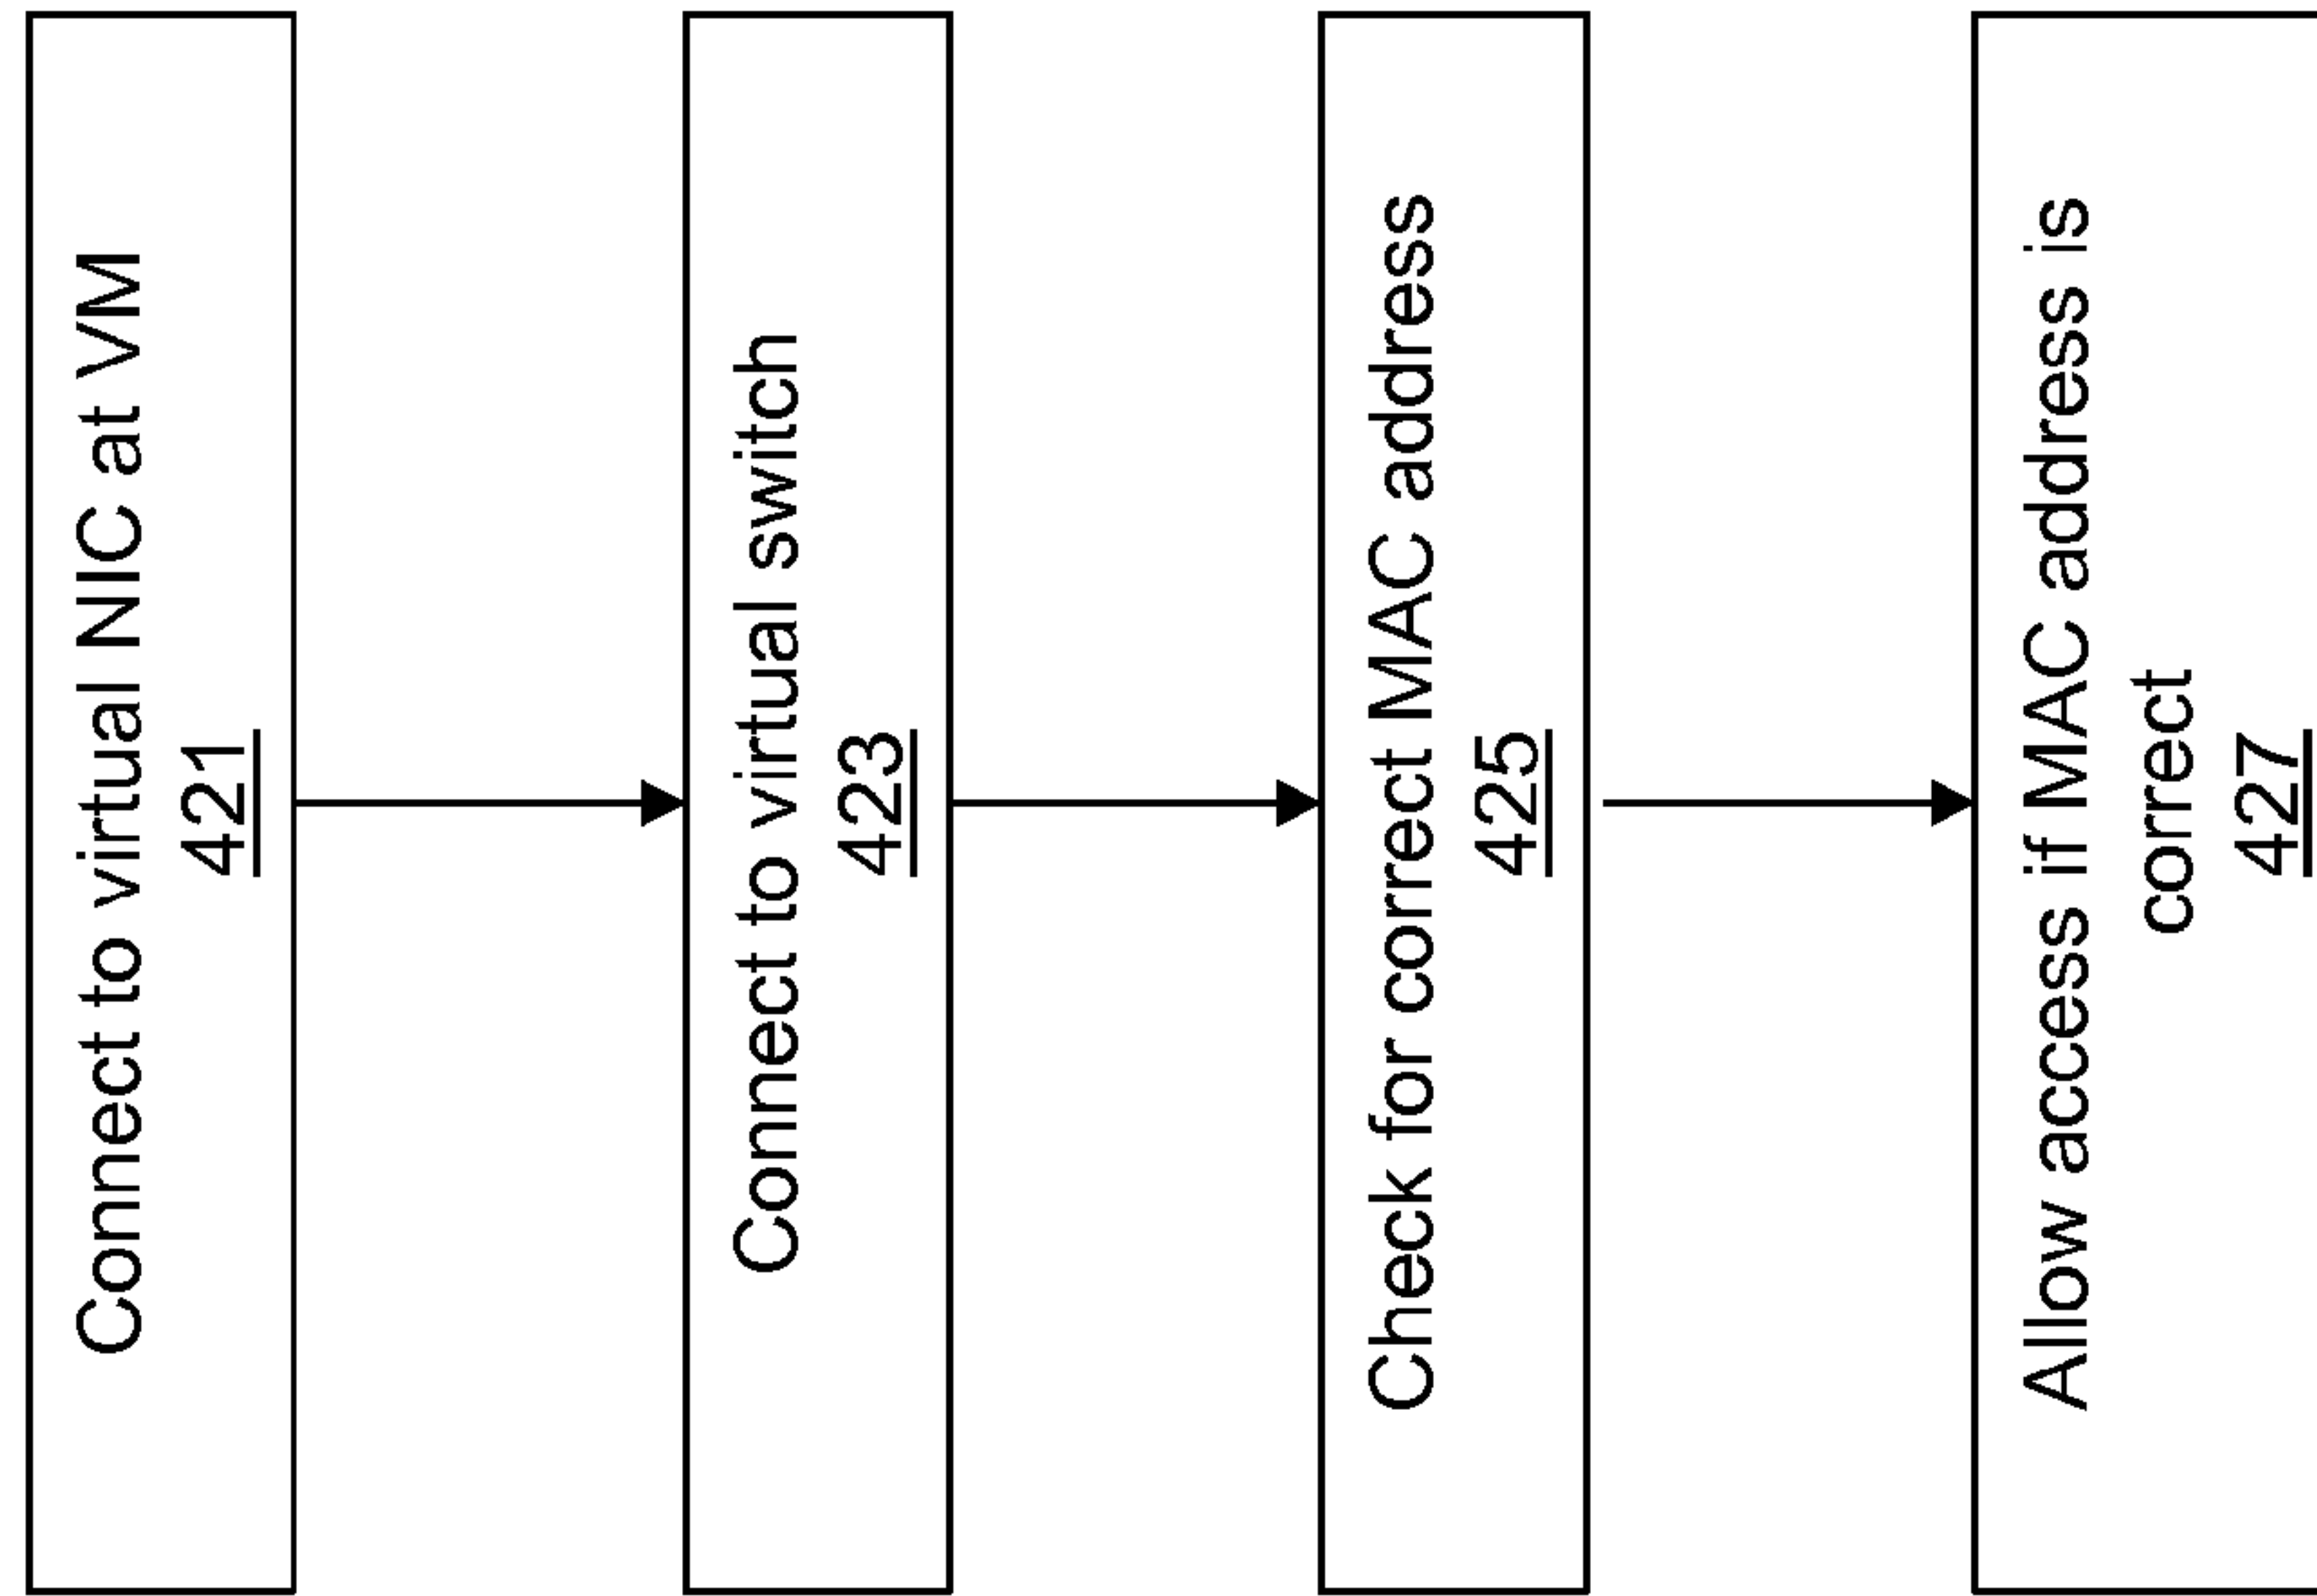 Connect to virtual NIC at VM
421
Connect to virtual switch
423
Check for correct MAC address
425
Allow access if MAC address is
correct
427